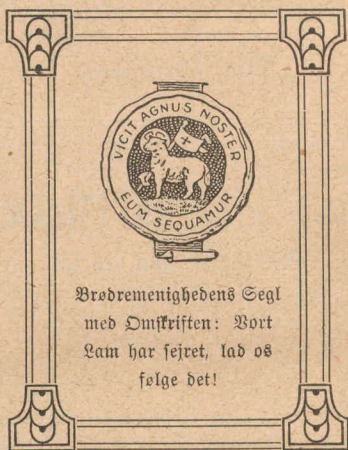 VICIT AGNUS NOSTER
EUM SEQUAMUR
Brødremenighedens Segl
med Omskriften: Vort
Lam har sejret, lad os
følge det!